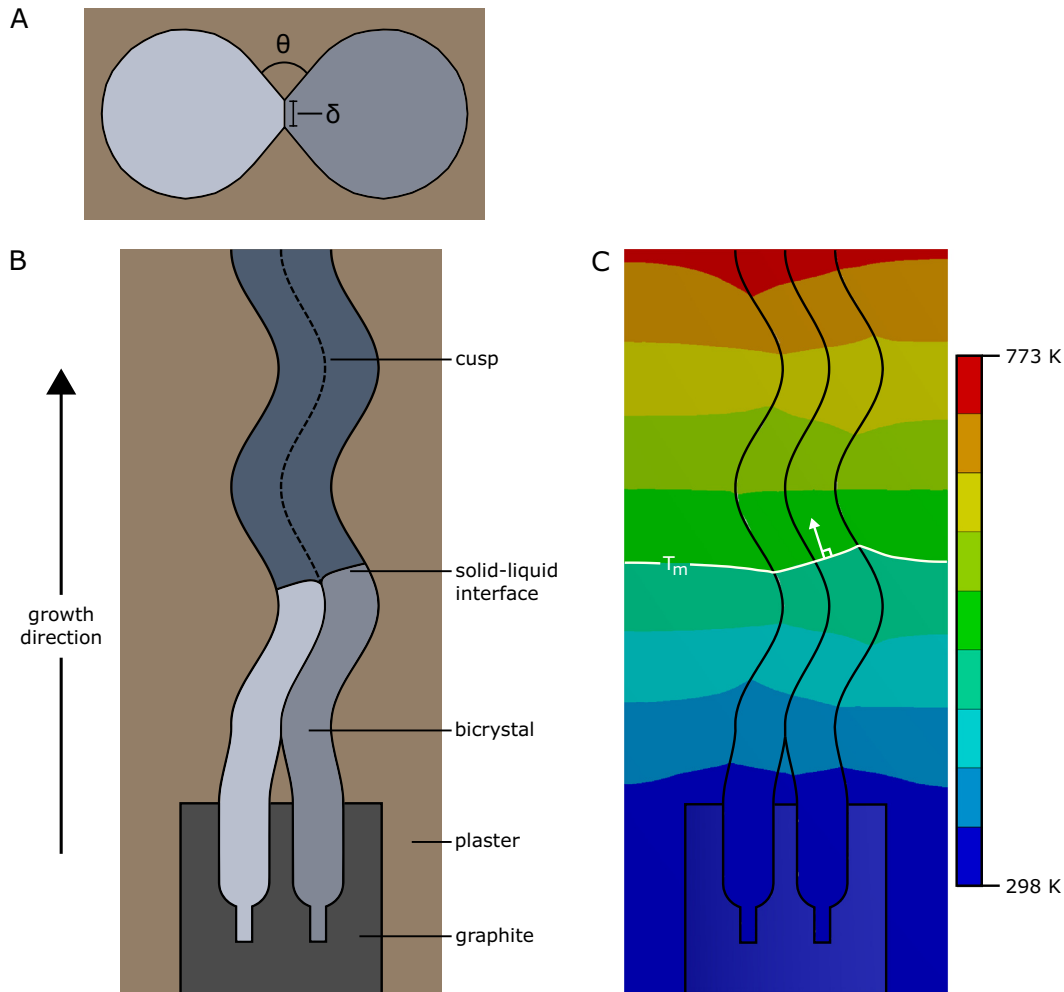 A
θ
δ
B
C
cusp
773 K
solid-liquid
interface
Tm
growth
direction
bicrystal
plaster
298 K
graphite